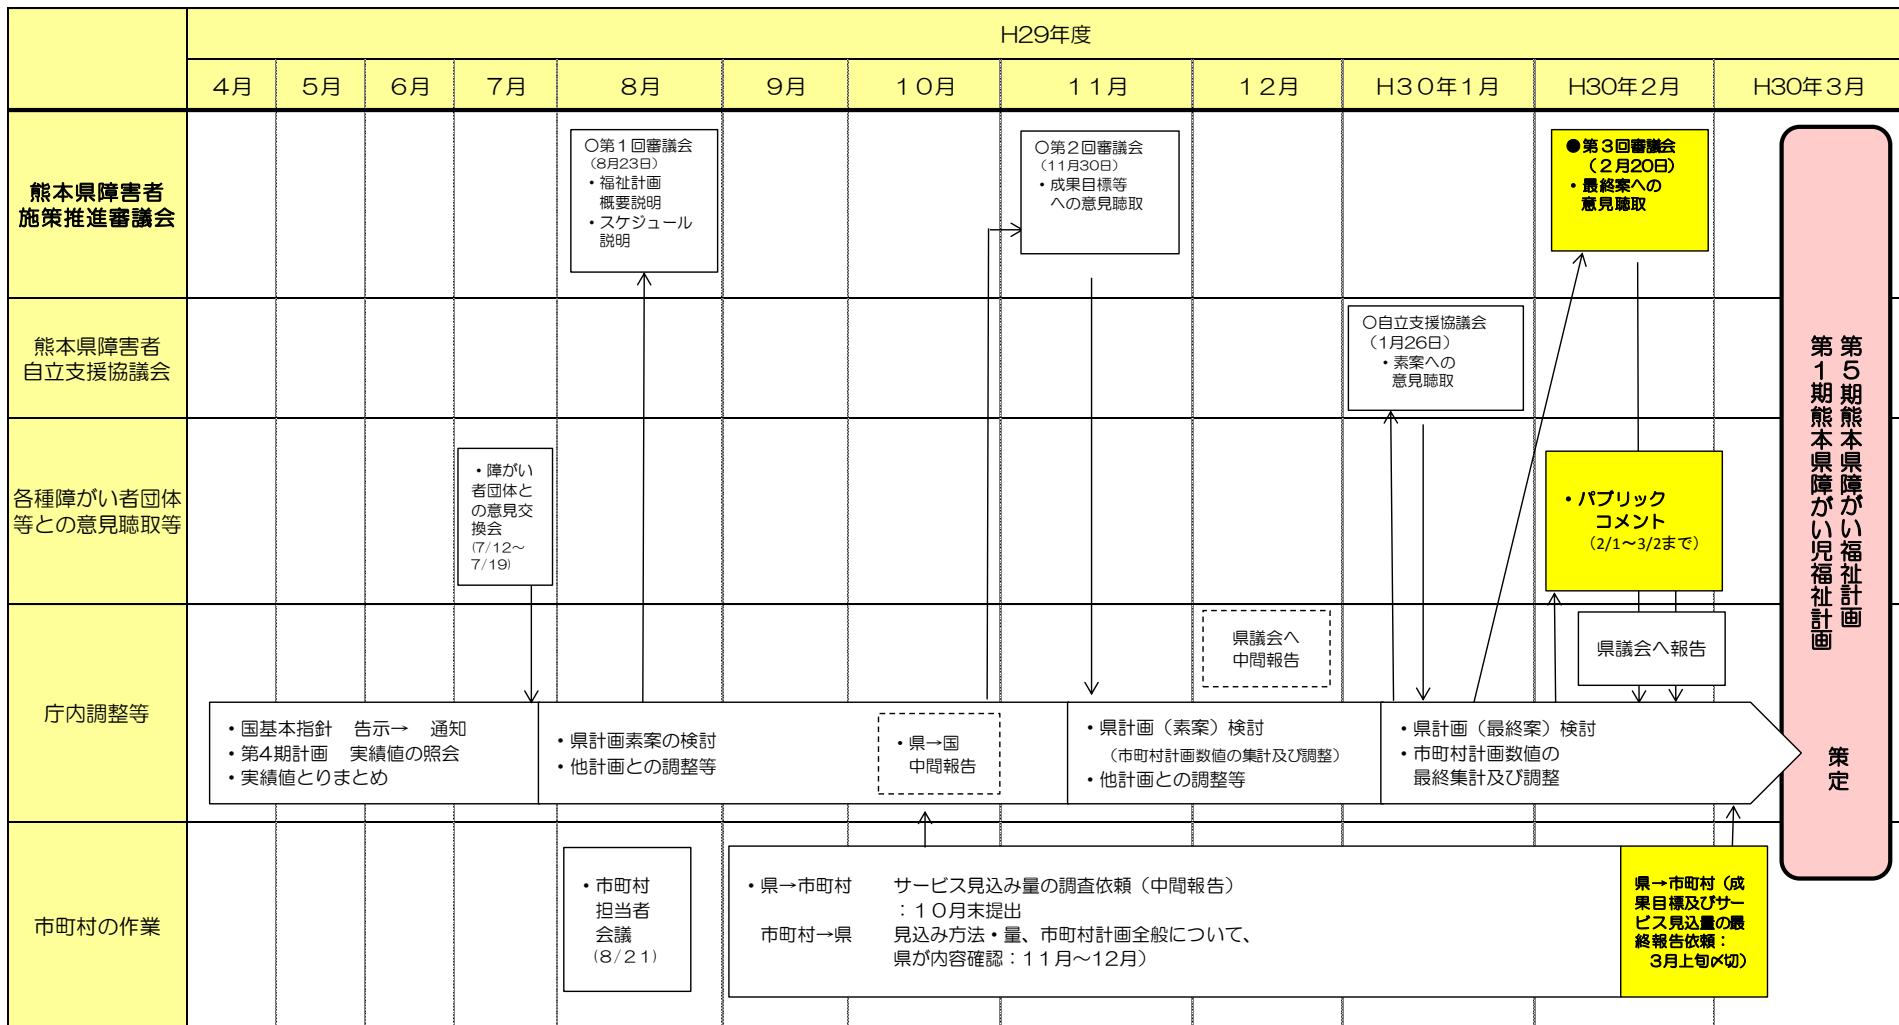 H29年度
4月
5月
6月
7月
8月
9月
１０月
１１月
１２月
H３０年１月
H30年２月
H30年３月
熊本県障害者
施策推進審議会
〇第１回審議会
（8月23日）
・福祉計画
概要説明
・スケジュール
説明
〇第２回審議会
（11月30日）
・成果目標等
への意見聴取
●第３回審議会
（２月20日）
・最終案への
意見聴取
熊本県障害者
自立支援協議会
〇自立支援協議会
（1月26日）
・素案への
意見聴取
各種障がい者団体
等との意見聴取等
・障がい
者団体と
の意見交
換会
(7/12～
7/19)
・パブリック
コメント
（2/1～3/2まで）
庁内調整等
県議会へ
中間報告
県議会へ報告
・国基本指針　告示→　通知
・第4期計画　実績値の照会
・実績値とりまとめ
・県計画素案の検討
・他計画との調整等
・県→国
中間報告
・県計画（素案）検討
（市町村計画数値の集計及び調整）
・他計画との調整等
・県計画（最終案）検討
・市町村計画数値の
最終集計及び調整
市町村の作業
・市町村
担当者
会議
(８/２１)
・県→市町村　サービス見込み量の調査依頼（中間報告）
：１０月末提出
市町村→県　見込み方法・量、市町村計画全般について、
県が内容確認：１１月～12月）
県→市町村（成
果目標及びサー
ビス見込量の最
終報告依頼：
3月上旬〆切）
第５期熊本県障がい福祉計画
第１期熊本県障がい児福祉計画
策定